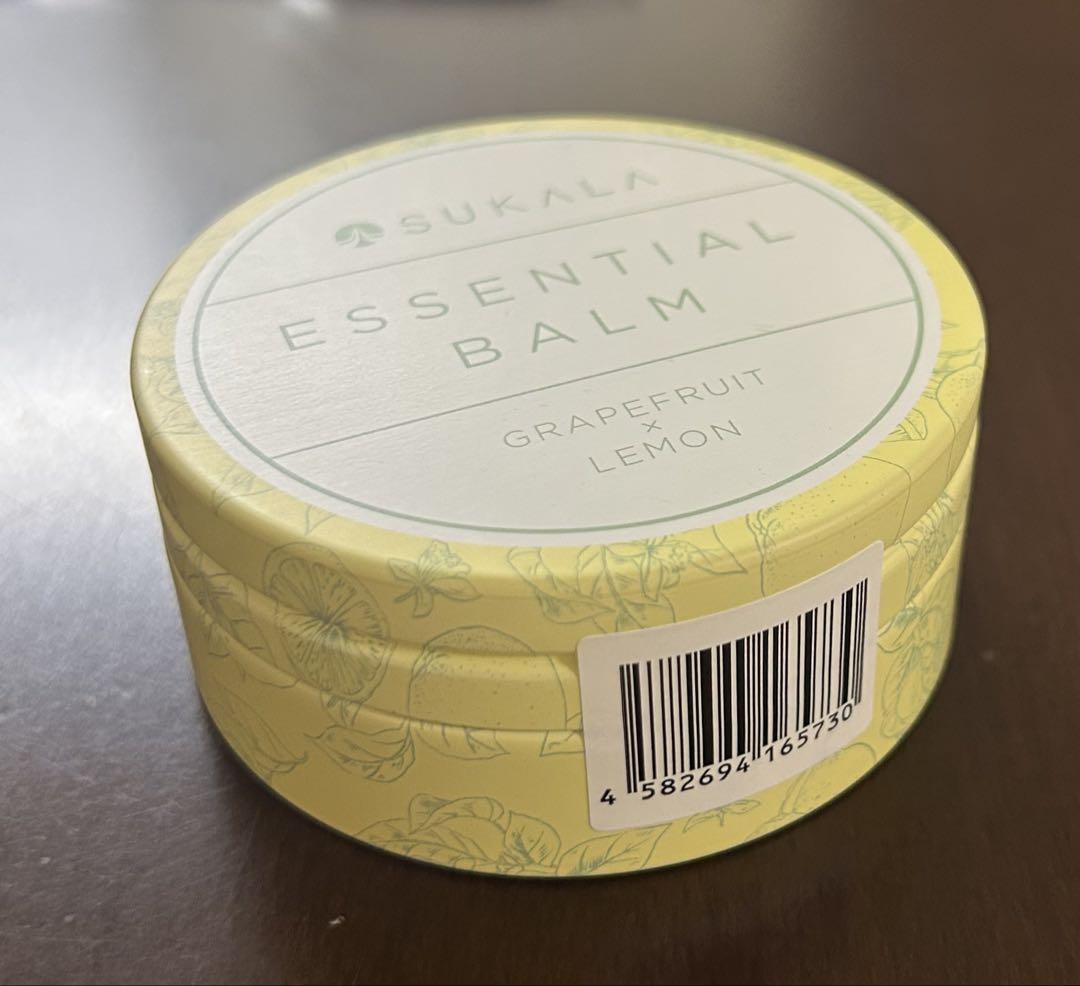 SUKALA
ESSENTIAL
BALM
GRAPEFRUIT
×
LEMON
4 582694 165730